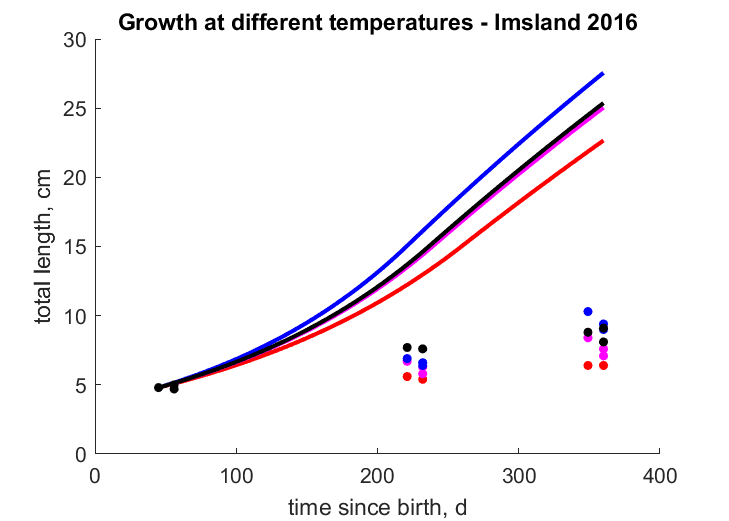 Growth at different temperatures - Imsland 2016
30
25
20
15
10
5
0
total length, cm
0 100 200 300 400
time since birth, d